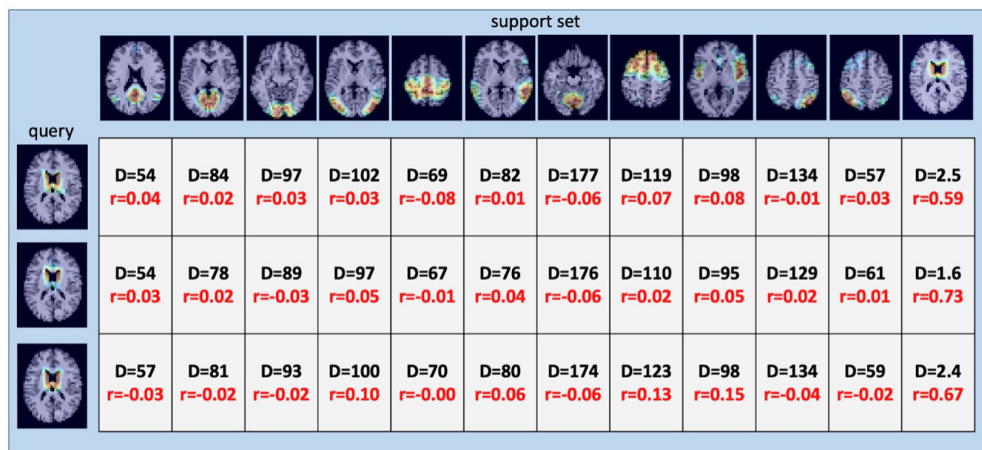 support set
query
D=54 D=84 D=97 D=102 D=69 D=82 D=177 D=119 D=98 D=134 D=57 D=2.5
r=0.04 r=0.02 r=0.03 r=0.03 r=-0.08 r=0.01 r=-0.06 r=0.07 r=0.08 r=-0.01 r=0.03 r=0.59
D=54 D=78 D=89 D=97 D=67 D=76 D=176 D=110 D=95 D=129 D=61 D=1.6
r=0.03 r=0.02 r=-0.03 r=0.05 r=-0.01 r=0.04 r=-0.06 r=0.02 r=0.05 r=0.02 r=0.01 r=0.73
D=57 D=81 D=93 D=100 D=70 D=80 D=174 D=123 D=98 D=134 D=59 D=2.4
r=-0.03 r=-0.02 r=-0.02 r=0.10 r=-0.00 r=0.06 r=-0.06 r=0.13 r=0.15 r=-0.04 r=-0.02 r=0.67